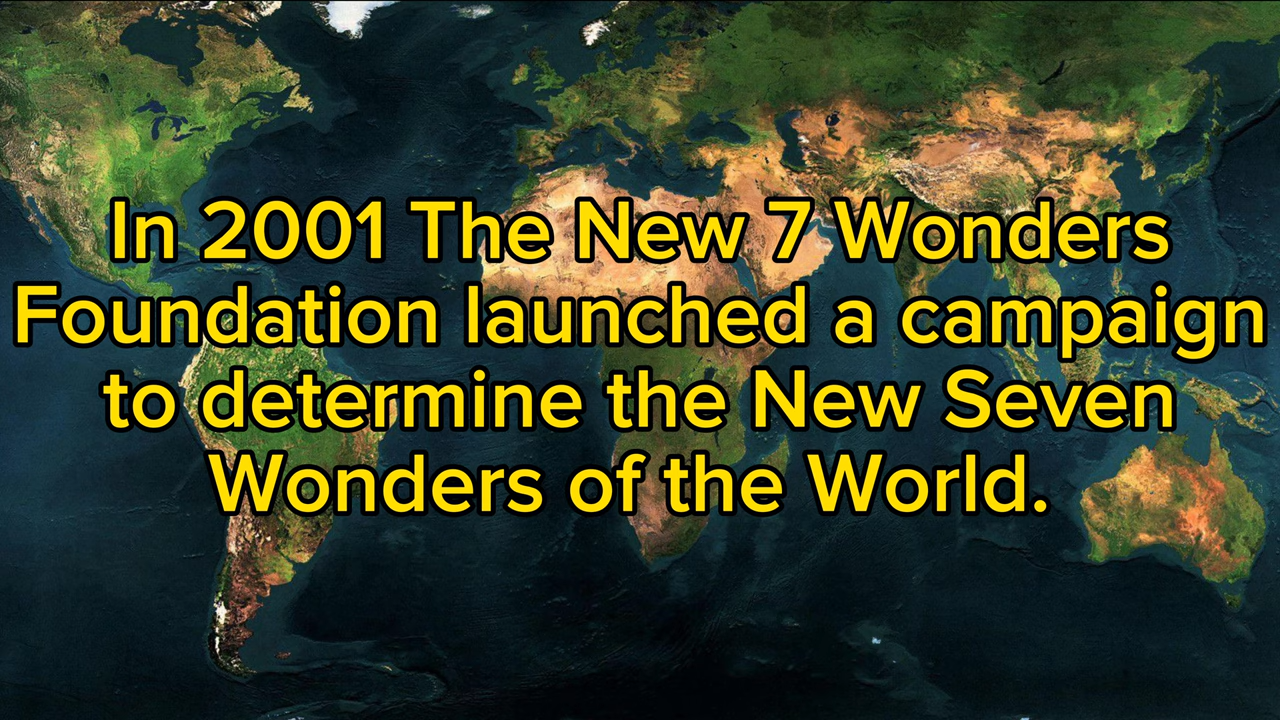 In 2001 The New 7 Wonders
Foundation launched a campaign
to determine the New Seven
Wonders of the World.